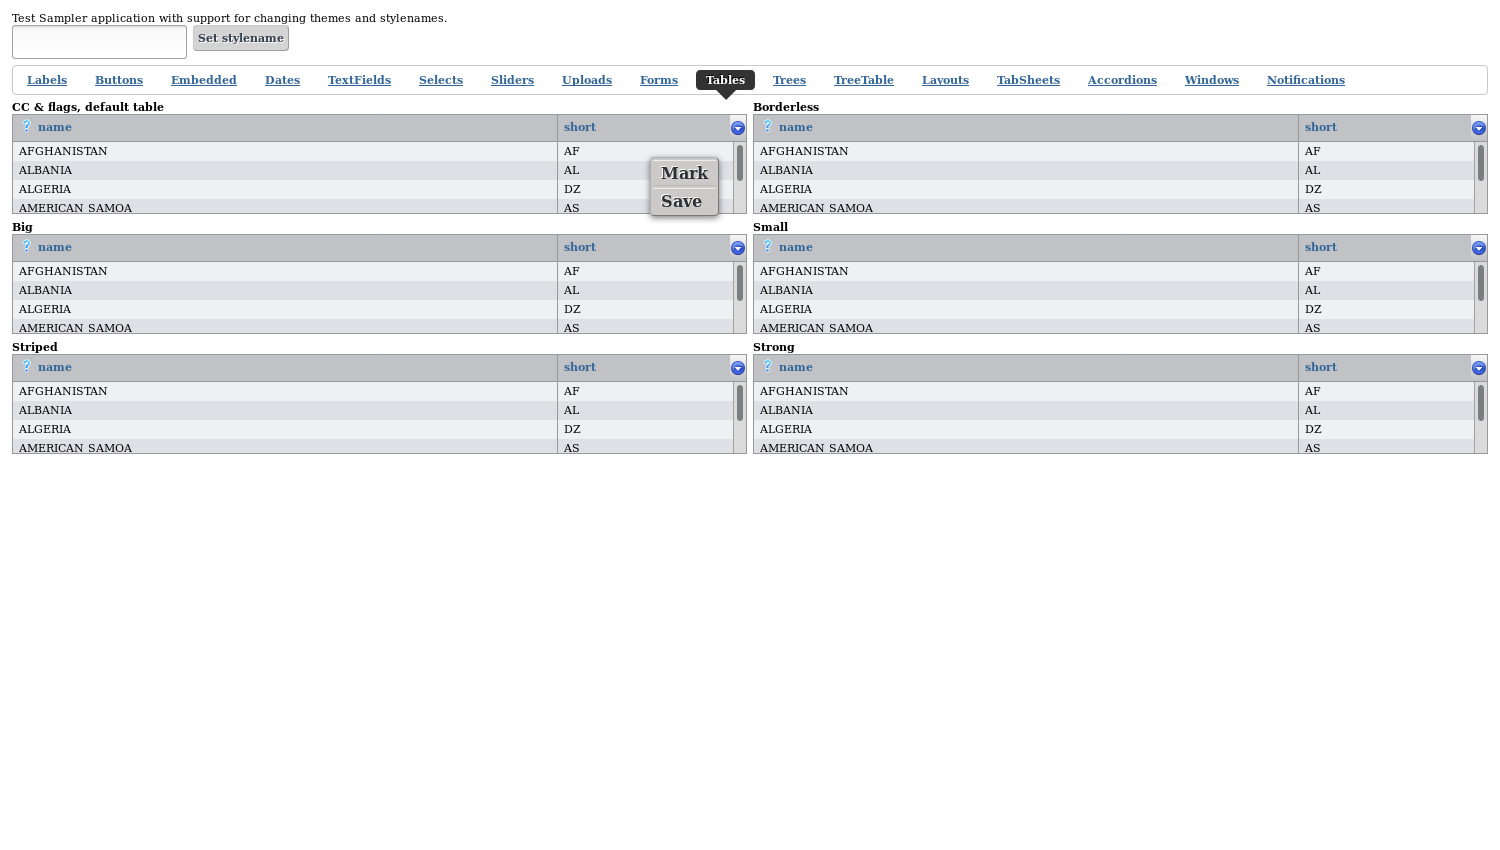 Test Sampler application with support for changing themes and stylenames.
Set stylename
Labels Buttons Embedded Dates TextFields Selects Sliders Uploads Forms Tables Trees TreeTable Layouts TabSheets Accordions Windows Notifications
CC & flags, default table
? name short
AFGHANISTAN AF
ALBANIA AL
ALGERIA DZ
AMERICAN SAMOA AS
Mark
Save
Borderless
? name short
AFGHANISTAN AF
ALBANIA AL
ALGERIA DZ
AMERICAN SAMOA AS
Big
? name short
AFGHANISTAN AF
ALBANIA AL
ALGERIA DZ
AMERICAN SAMOA AS
Small
? name short
AFGHANISTAN AF
ALBANIA AL
ALGERIA DZ
AMERICAN SAMOA AS
Striped
? name short
AFGHANISTAN AF
ALBANIA AL
ALGERIA DZ
AMERICAN SAMOA AS
Strong
? name short
AFGHANISTAN AF
ALBANIA AL
ALGERIA DZ
AMERICAN SAMOA AS